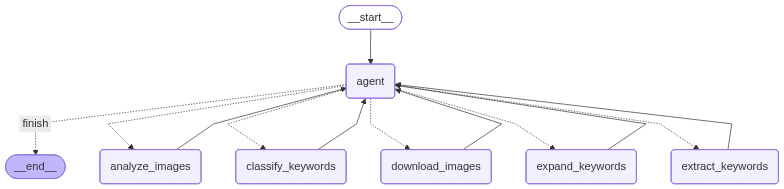 __start__
agent
finish
__end__
analyze_images
classify_keywords
download_images
expand_keywords
extract_keywords